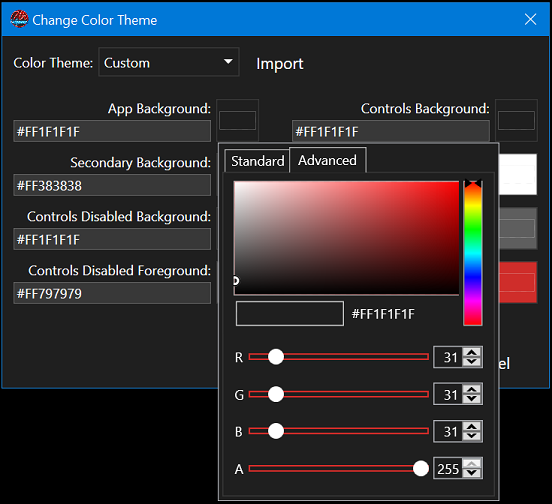 Change Color Theme
Color Theme: Custom Import
App Background: Controls Background:
#FF1F1F1F #FF1F1F1F
Standard Advanced
Secondary Background:
#FF383838
Controls Disabled Background:
#FF1F1F1F
Controls Disabled Foreground:
#FF797979
#FF1F1F1F
R 31
G 31
B 31
A 255
el